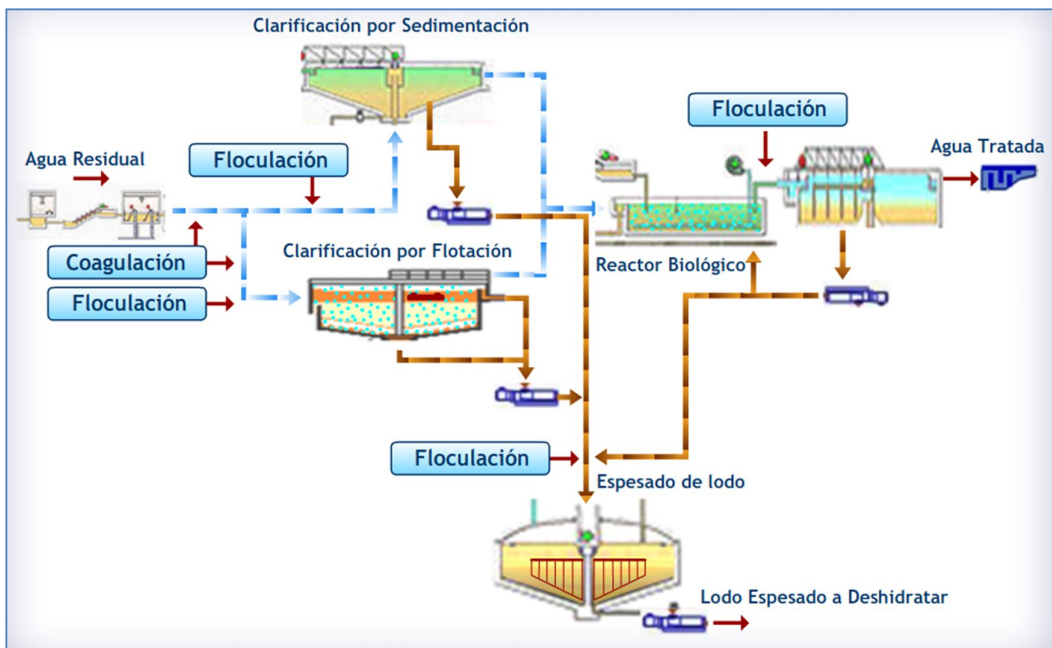 Clarificación por Sedimentación
Floculación
Agua Tratada
Agua Residual
Floculación
Coagulación
Clarificación por Flotación
Reactor Biológico
Floculación
Floculación
Espesado de lodo
Lodo Espesado a Deshidratar